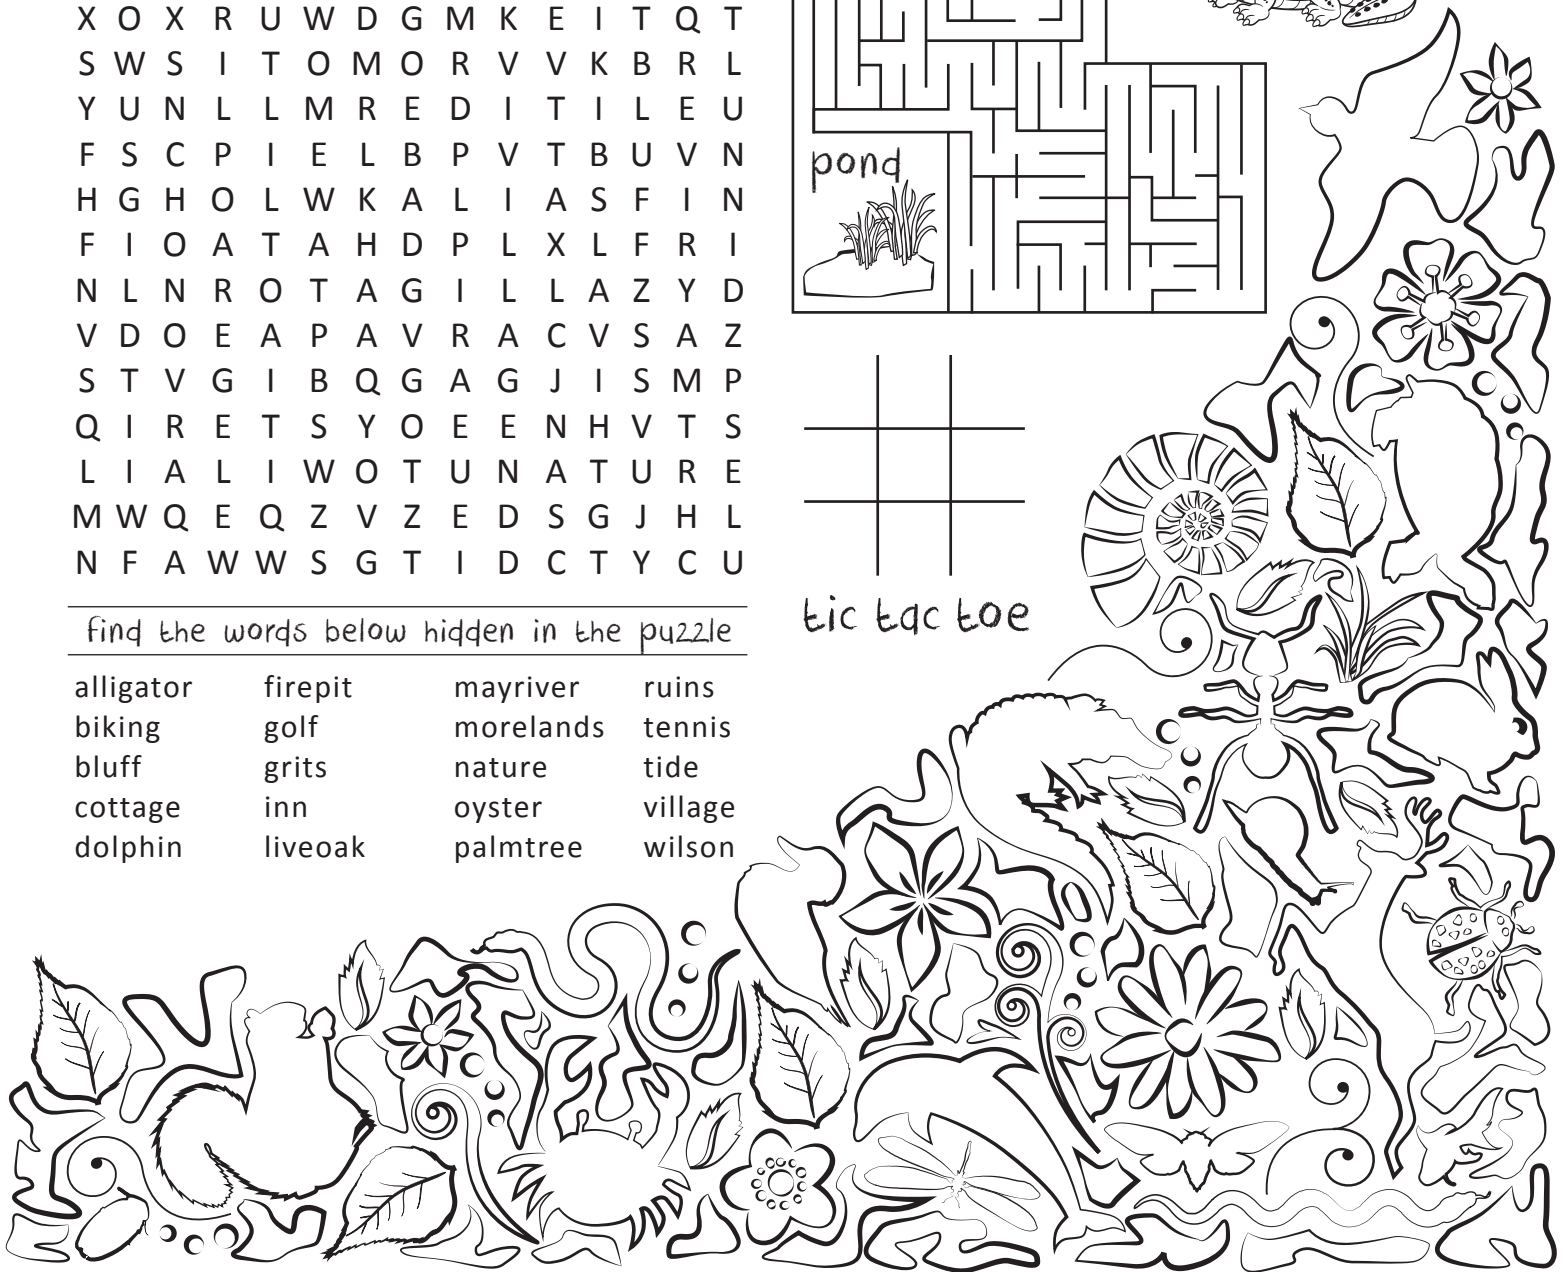 X O X R U W D G M K E I T Q T
S W S I T O M O R V V K B R L
Y U N L L M R E D I T I L E U
F S C P I E L B P V T B U V N
H G H O L W K A L I A S F I N
F I O A T A H D P L X L F R I
N L N R O T A G I L L A Z Y D
V D O E A P A V R A C V S A Z
S T V G I B Q G A G J I S M P
Q I R E T S Y O E E N H V T S
L I A L I W O T U N A T U R E
M W Q E Q Z V Z E D S G J H L
N F A W W S G T I D C T Y C U
find the words below hidden in the puzzle
alligator firepit mayriver ruins
biking golf morelands tennis
bluff grits nature tide
cottage inn oyster village
dolphin liveoak palmtree wilson
pond
tic tac toe